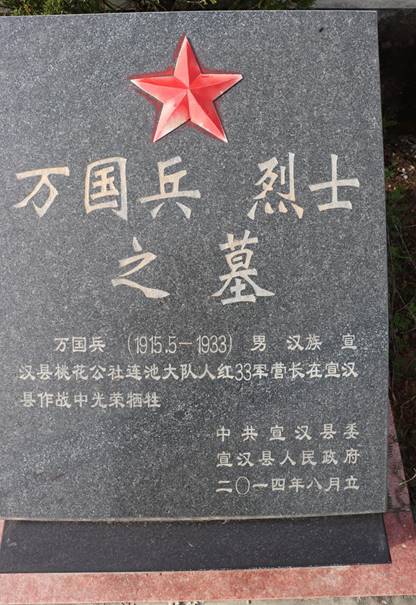 万国兵 烈士
之墓
万国兵 （1915.5—1933）男 汉族 宣
汉县桃花公社连池大队人红33军营长在宣汉
县作战中光荣牺牲
中共宣汉县委
宣汉县人民政府
二〇一四年八月立